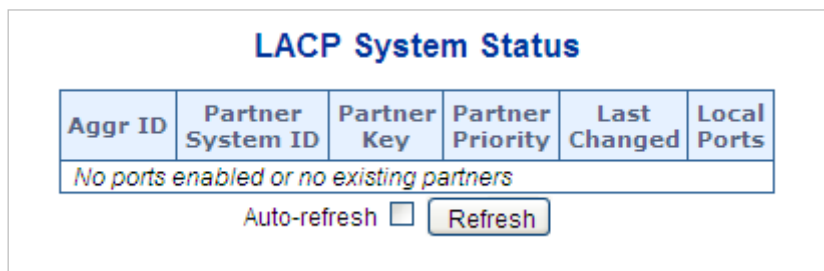 LACP System Status
Aggr ID Partner System ID Partner Key Partner Priority Last Changed Local Ports
No ports enabled or no existing partners
Auto-refresh Refresh